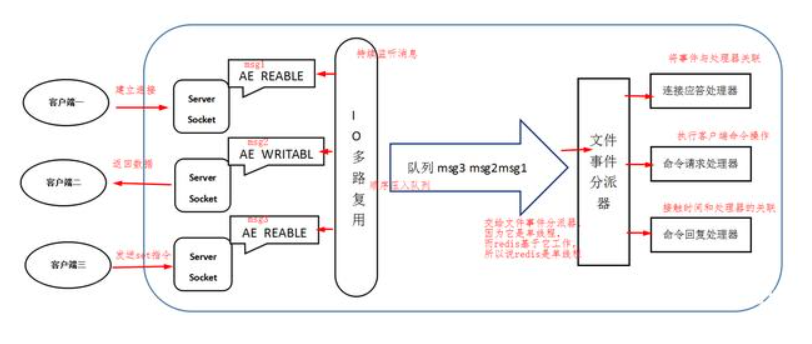 客户端一
建立连接
Server
Socket
msg1
AE REABLE
客户端二
返回数据
Server
Socket
msg2
AE WRITABL
客户端三
发送set指令
Server
Socket
msg3
AE REABLE
持续监听消息
IO多路复用
顺序压入队列
队列 msg3 msg2msg1
交给文件事件分派器,
因为它是单线程,
而redis基于它工作,
所以说redis是单线程
文件事件分派器
将事件与处理器关联
连接应答处理器
执行客户端命令操作
命令请求处理器
接触时间和处理器的关联
命令回复处理器